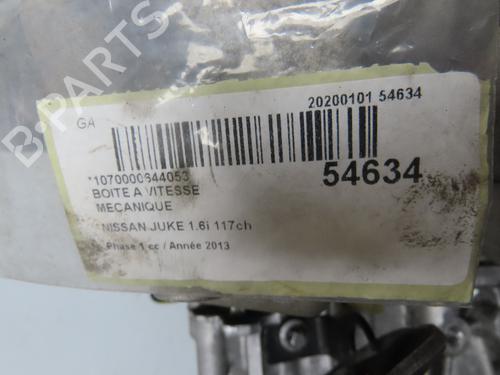 B-PARTS
20200101 54634
GA
*1070000644053
54634
BOITE A VITESSE
MECANIQUE
NISSAN JUKE 1.6i 117ch
Phase 1 cc / Année 2013